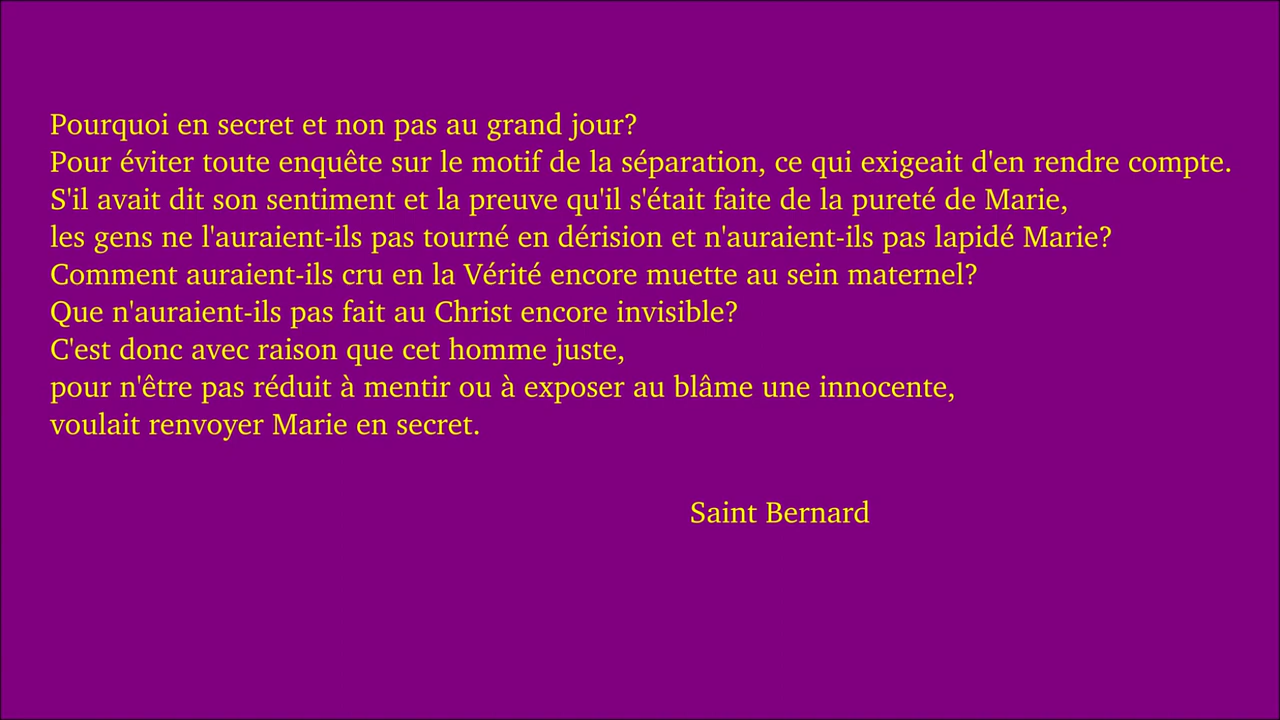 Pourquoi en secret et non pas au grand jour?
Pour éviter toute enquête sur le motif de la séparation, ce qui exigeait d'en rendre compte.
S'il avait dit son sentiment et la preuve qu'il s'était faite de la pureté de Marie,
les gens ne l'auraient-ils pas tourné en dérision et n'auraient-ils pas lapidé Marie?
Comment auraient-ils cru en la Vérité encore muette au sein maternel?
Que n'auraient-ils pas fait au Christ encore invisible?
C'est donc avec raison que cet homme juste,
pour n'être pas réduit à mentir ou à exposer au blâme une innocente,
voulait renvoyer Marie en secret.
Saint Bernard